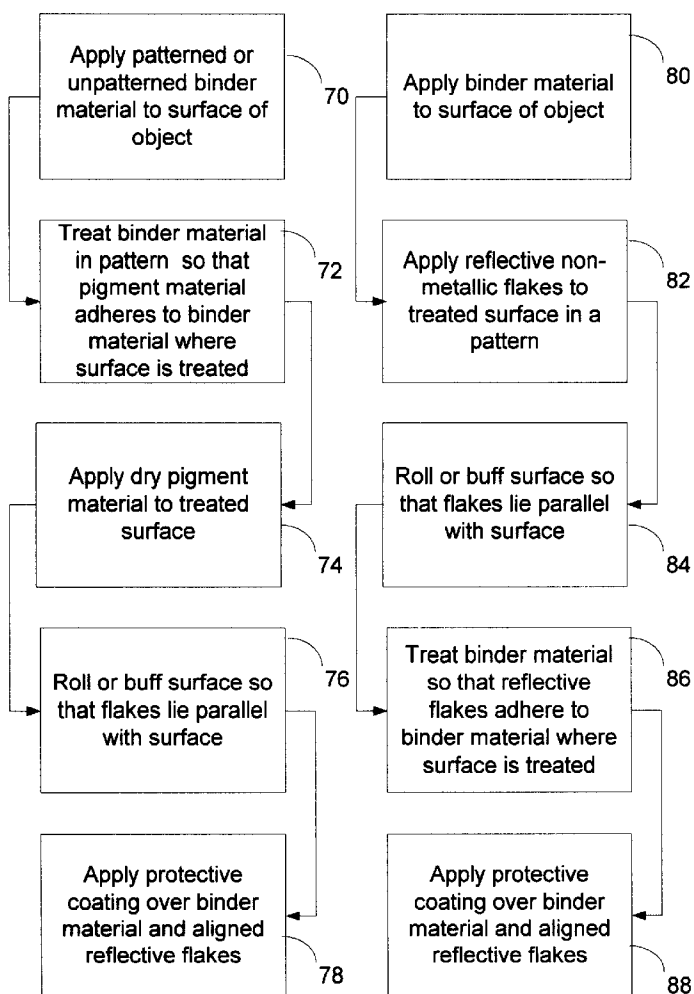 Apply patterned or
unpatterned binder
material to surface of
object
70
Treat binder material
in pattern so that
pigment material
adheres to binder
material where
surface is treated
72
Apply dry pigment
material to treated
surface
74
Roll or buff surface so
that flakes lie parallel
with surface
76
Apply protective
coating over binder
material and aligned
reflective flakes
78
Apply binder material
to surface of object
80
Apply reflective non-
metallic flakes to
treated surface in a
pattern
82
Roll or buff surface so
that flakes lie parallel
with surface
84
Treat binder material
so that reflective
flakes adhere to
binder material where
surface is treated
86
Apply protective
coating over binder
material and aligned
reflective flakes
88